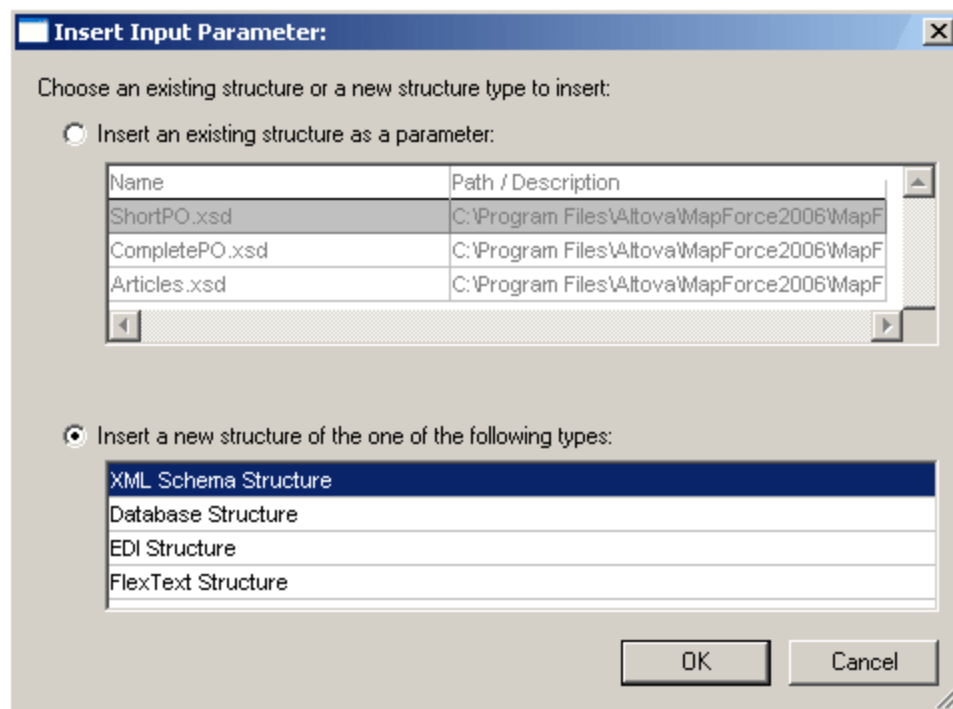 Insert Input Parameter:
Choose an existing structure or a new structure type to insert:
Insert an existing structure as a parameter:
Name Path / Description
ShortPO.xsd C:\Program Files\Altova\MapForce2006\MapF
CompletePO.xsd C:\Program Files\Altova\MapForce2006\MapF
Articles.xsd C:\Program Files\Altova\MapForce2006\MapF
Insert a new structure of the one of the following types:
XML Schema Structure
Database Structure
EDI Structure
FlexText Structure
OK Cancel